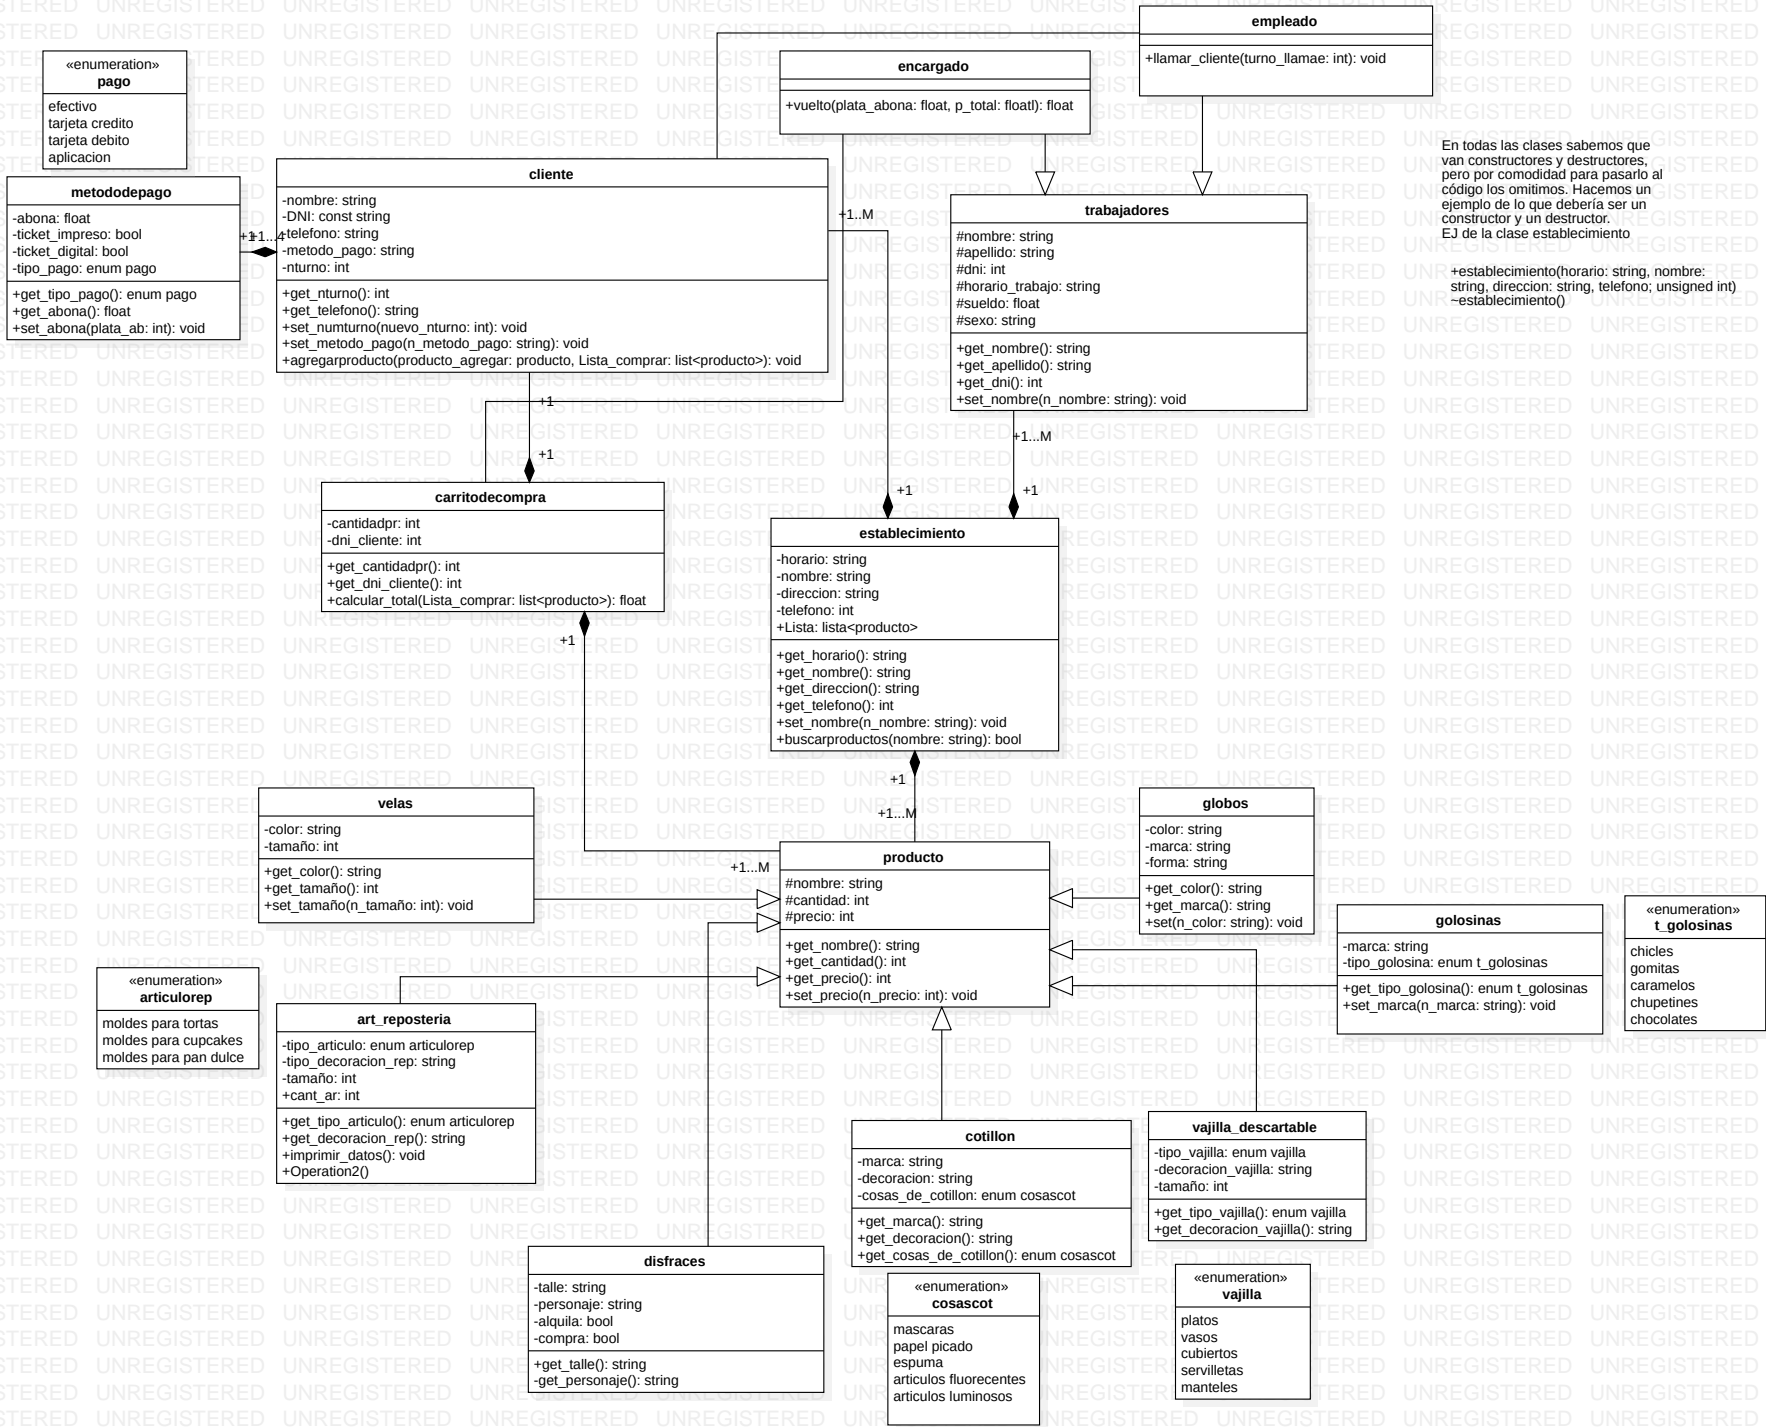 empleado
+llamar_cliente(turno_llamae: int): void
encargado
+vuelto(plata_abona: float, p_total: floatl): float
«enumeration»
pago
efectivo
tarjeta credito
tarjeta debito
aplicacion
En todas las clases sabemos que
van constructores y destructores,
pero por comodidad para pasarlo al
código los omitimos. Hacemos un
ejemplo de lo que debería ser un
constructor y un destructor.
EJ de la clase establecimiento
+establecimiento(horario: string, nombre:
string, direccion: string, telefono; unsigned int)
~establecimiento()
metododepago
-abona: float
-ticket_impreso: bool
-ticket_digital: bool
-tipo_pago: enum pago
+get_tipo_pago(): enum pago
+get_abona(): float
+set_abona(plata_ab: int): void
+1
+1...4
cliente
-nombre: string
-DNI: const string
-telefono: string
-metodo_pago: string
-nturno: int
+get_nturno(): int
+get_telefono(): string
+set_numturno(nuevo_nturno: int): void
+set_metodo_pago(n_metodo_pago: string): void
+agregarproducto(producto_agregar: producto, Lista_comprar: list<producto>): void
+1..M
trabajadores
#nombre: string
#apellido: string
#dni: int
#horario_trabajo: string
#sueldo: float
#sexo: string
+get_nombre(): string
+get_apellido(): string
+get_dni(): int
+set_nombre(n_nombre: string): void
+1
+1...M
+1
+1
+1
carritodecompra
-cantidadpr: int
-dni_cliente: int
+get_cantidadpr(): int
+get_dni_cliente(): int
+calcular_total(Lista_comprar: list<producto>): float
+1
establecimiento
-horario: string
-nombre: string
-direccion: string
-telefono: int
+Lista: lista<producto>
+get_horario(): string
+get_nombre(): string
+get_direccion(): string
+get_telefono(): int
+set_nombre(n_nombre: string): void
+buscarproductos(nombre: string): bool
+1
+1...M
+1...M
velas
-color: string
-tamaño: int
+get_color(): string
+get_tamaño(): int
+set_tamaño(n_tamaño: int): void
producto
#nombre: string
#cantidad: int
#precio: int
+get_nombre(): string
+get_cantidad(): int
+get_precio(): int
+set_precio(n_precio: int): void
globos
-color: string
-marca: string
-forma: string
+get_color(): string
+get_marca(): string
+set(n_color: string): void
golosinas
-marca: string
-tipo_golosina: enum t_golosinas
+get_tipo_golosina(): enum t_golosinas
+set_marca(n_marca: string): void
«enumeration»
t_golosinas
chicles
gomitas
caramelos
chupetines
chocolates
«enumeration»
articulorep
moldes para tortas
moldes para cupcakes
moldes para pan dulce
art_reposteria
-tipo_articulo: enum articulorep
-tipo_decoracion_rep: string
-tamaño: int
+cant_ar: int
+get_tipo_articulo(): enum articulorep
+get_decoracion_rep(): string
+imprimir_datos(): void
+Operation2()
cotillon
-marca: string
-decoracion: string
-cosas_de_cotillon: enum cosascot
+get_marca(): string
+get_decoracion(): string
+get_cosas_de_cotillon(): enum cosascot
vajilla_descartable
-tipo_vajilla: enum vajilla
-decoracion_vajilla: string
-tamaño: int
+get_tipo_vajilla(): enum vajilla
+get_decoracion_vajilla(): string
disfraces
-talle: string
-personaje: string
-alquila: bool
-compra: bool
+get_talle(): string
-get_personaje(): string
«enumeration»
cosascot
mascaras
papel picado
espuma
articulos fluorecentes
articulos luminosos
«enumeration»
vajilla
platos
vasos
cubiertos
servilletas
manteles
UNREGISTERED